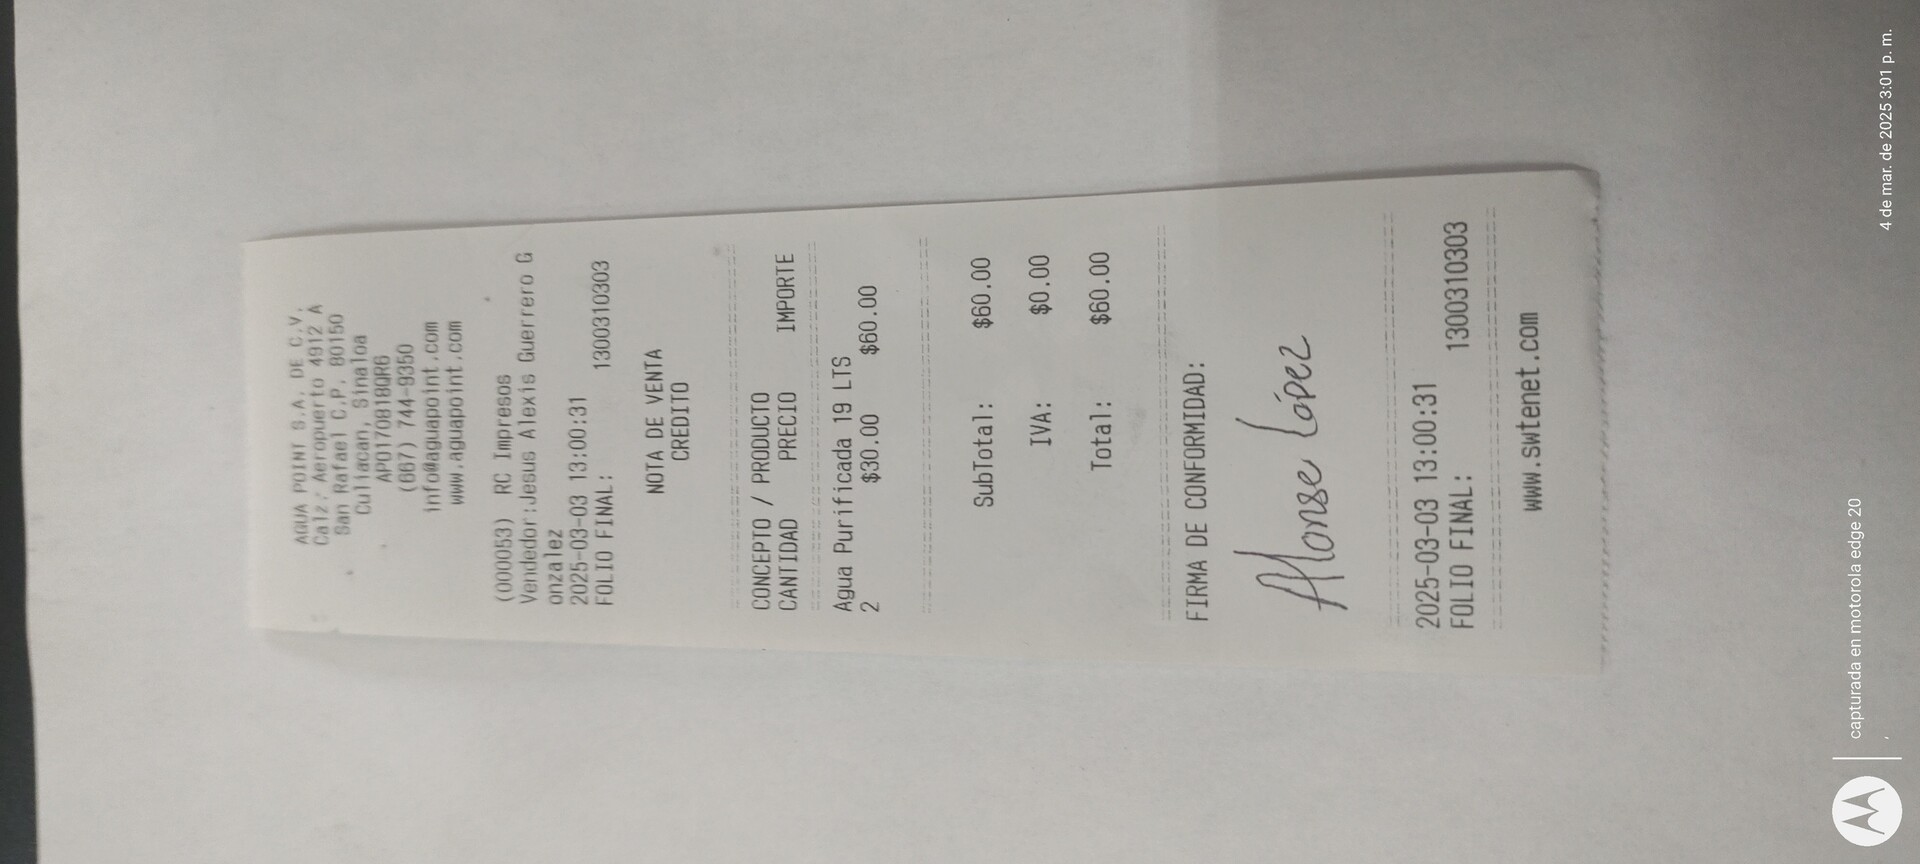 AGUA POINT S.A. DE C.V.
Calz. Aeropuerto 4912 A
San Rafael C.P. 80150
Culiacan, Sinaloa
APO170818QR6
(667) 744-9350
info@aguapoint.com
www.aguapoint.com
(000053) RC Impresos
Vendedor:Jesus Alexis Guerrero G
onzalez
2025-03-03 13:00:31
FOLIO FINAL: 1300310303
NOTA DE VENTA
CREDITO
CONCEPTO / PRODUCTO
CANTIDAD PRECIO IMPORTE
Agua Purificada 19 LTS
2 $30.00 $60.00
SubTotal: $60.00
IVA: $0.00
Total: $60.00
FIRMA DE CONFORMIDAD:
Monse López
2025-03-03 13:00:31
FOLIO FINAL: 1300310303
www.swtenet.com
capturada en motorola edge 20
,
4 de mar. de 2025 3:01 p. m.